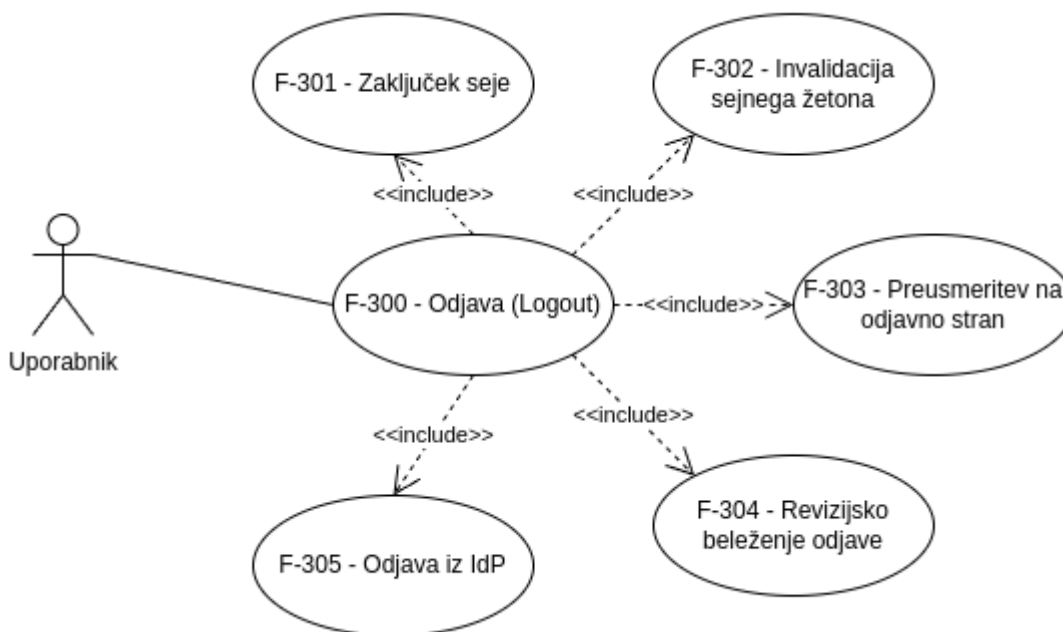 F-301 - Zaključek seje
F-302 - Invalidacija
sejnega žetona
<<include>>
<<include>>
Uporabnik
F-300 - Odjava (Logout)
<<include>>
F-303 - Preusmeritev na
odjavno stran
<<include>>
<<include>>
F-305 - Odjava iz IdP
F-304 - Revizijsko
beleženje odjave